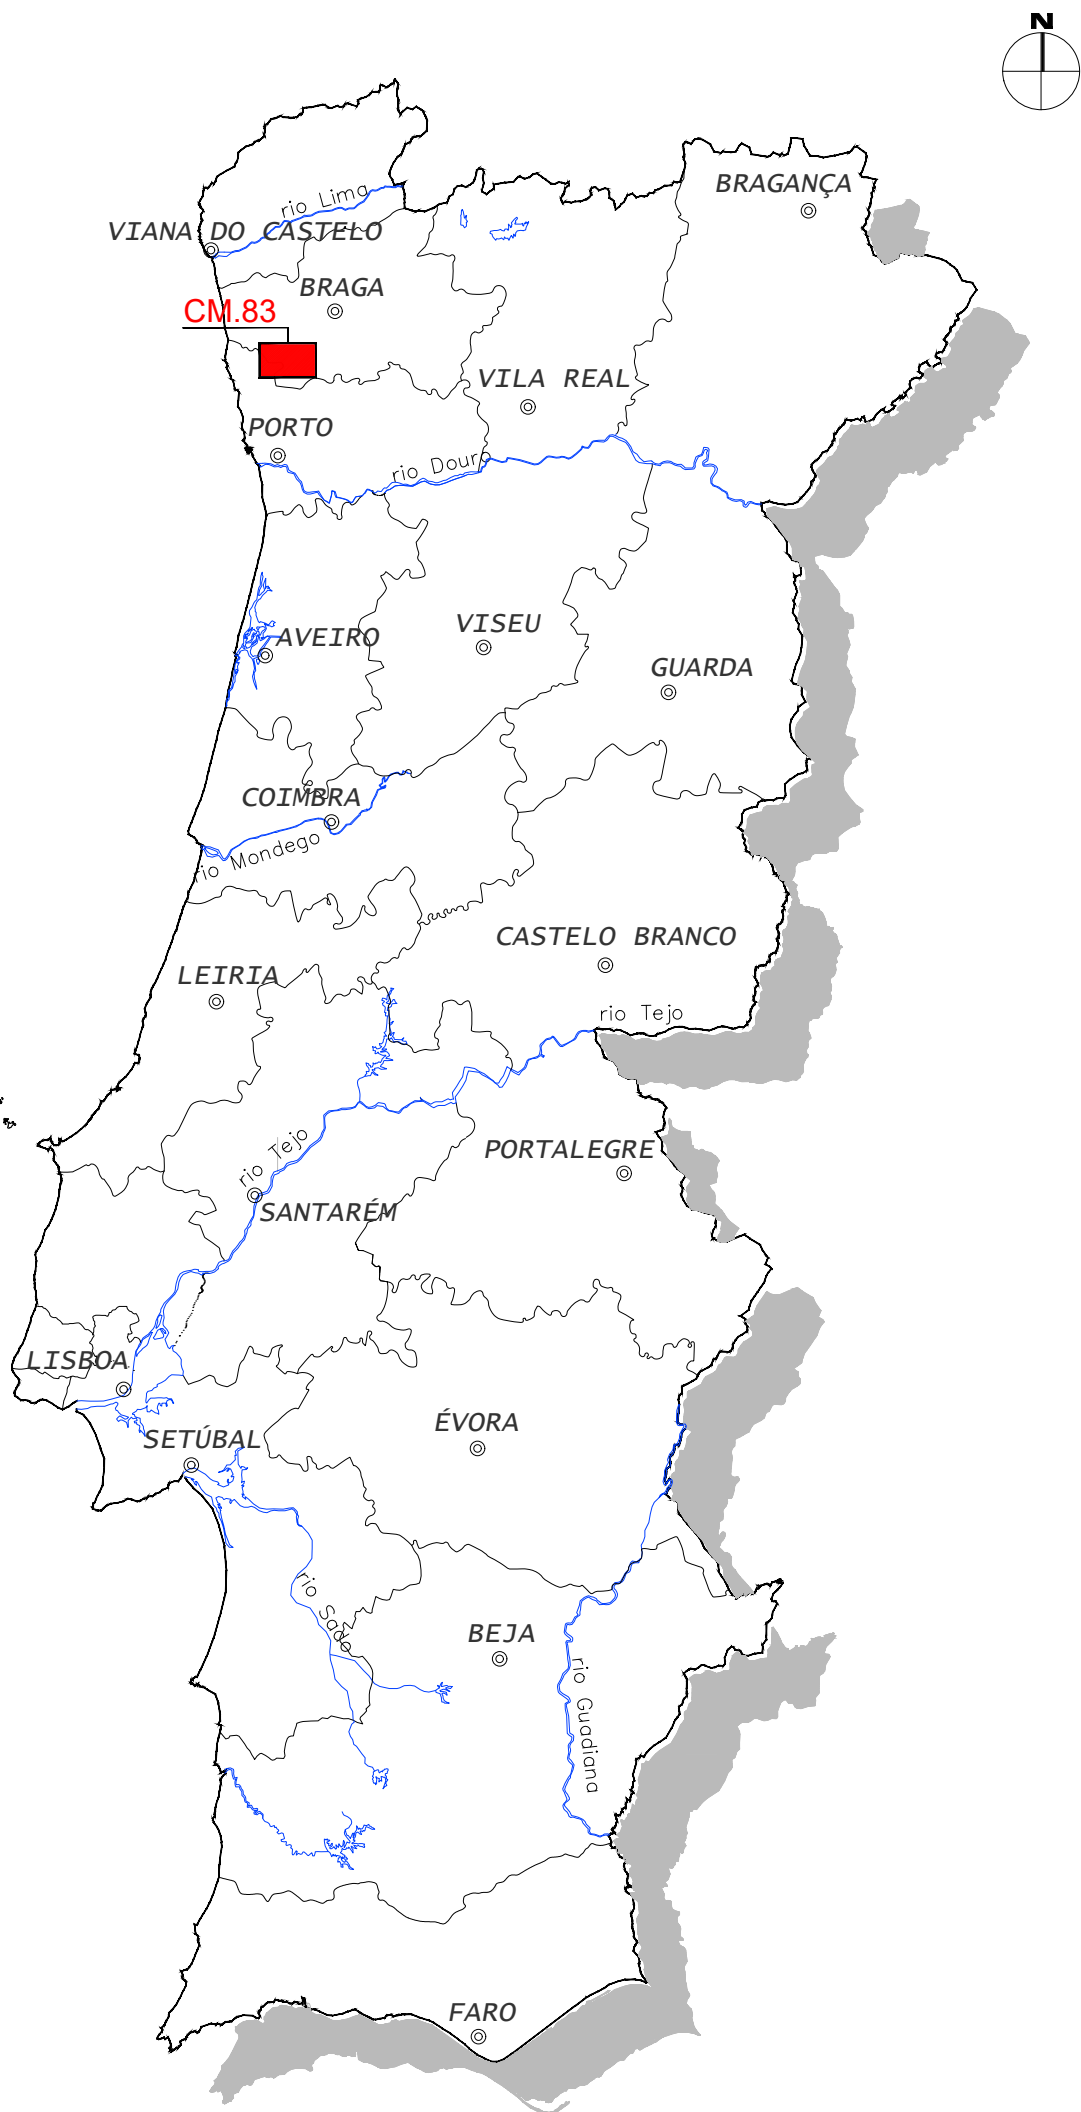 N
BRAGANÇA
rio Lima
VIANA DO CASTELO
BRAGA
CM.83
VILA REAL
PORTO
rio Douro
VISEU
AVEIRO
GUARDA
COIMBRA
rio Mondego
CASTELO BRANCO
LEIRIA
rio Tejo
rio Tejo
PORTALEGRE
SANTARÉM
LISBOA
ÉVORA
SETÚBAL
rio Sado
BEJA
rio Guadiana
FARO